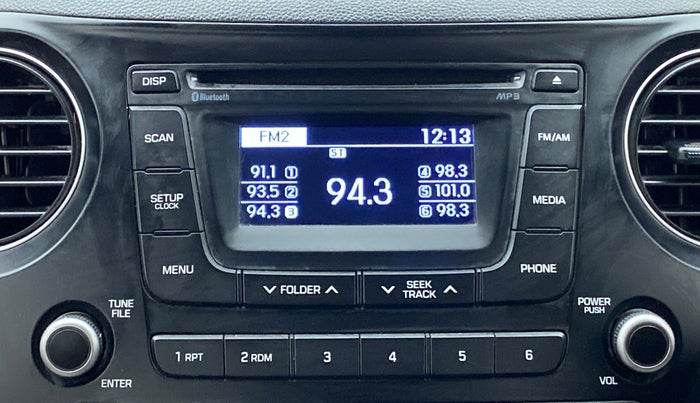 DISP
Bluetooth
MP3
SCAN
FM2
12:13
FM/AM
ST
91.1 1
4 98.3
SETUP
CLOCK
93.5 2
94.3
5 101.0
MEDIA
94.3 3
6 98.3
MENU
FOLDER
SEEK
TRACK
PHONE
TUNE
FILE
POWER
PUSH
1 RPT
2 RDM
3
4
5
6
ENTER
VOL